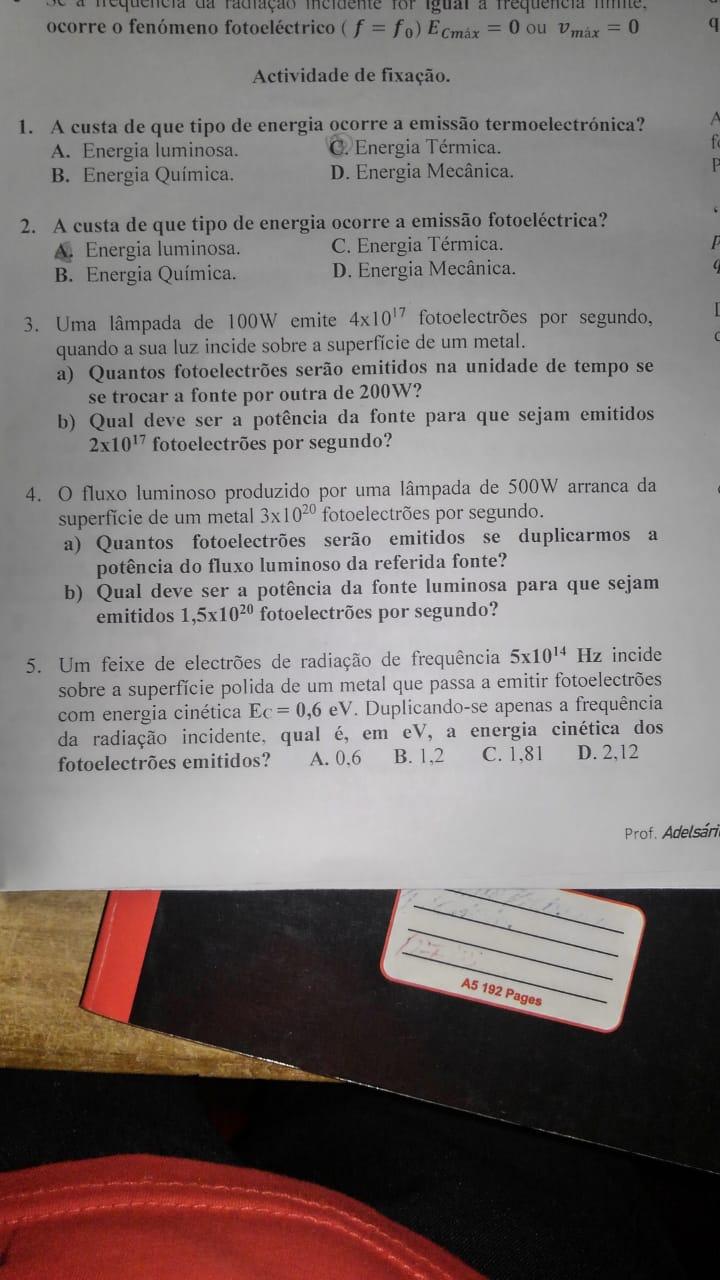 Se a frequência da radiação incidente for igual a frequência limite,
ocorre o fenómeno fotoeléctrico ( f = f₀ ) E_Cmáx = 0 ou v_máx = 0
Actividade de fixação.
1. A custa de que tipo de energia ocorre a emissão termoelectrónica?
A. Energia luminosa. C. Energia Térmica.
B. Energia Química. D. Energia Mecânica.
2. A custa de que tipo de energia ocorre a emissão fotoeléctrica?
A. Energia luminosa. C. Energia Térmica.
B. Energia Química. D. Energia Mecânica.
3. Uma lâmpada de 100W emite 4x10¹⁷ fotoelectrões por segundo,
quando a sua luz incide sobre a superfície de um metal.
a) Quantos fotoelectrões serão emitidos na unidade de tempo se
se trocar a fonte por outra de 200W?
b) Qual deve ser a potência da fonte para que sejam emitidos
2x10¹⁷ fotoelectrões por segundo?
4. O fluxo luminoso produzido por uma lâmpada de 500W arranca da
superfície de um metal 3x10²⁰ fotoelectrões por segundo.
a) Quantos fotoelectrões serão emitidos se duplicarmos a
potência do fluxo luminoso da referida fonte?
b) Qual deve ser a potência da fonte luminosa para que sejam
emitidos 1,5x10²⁰ fotoelectrões por segundo?
5. Um feixe de electrões de radiação de frequência 5x10¹⁴ Hz incide
sobre a superfície polida de um metal que passa a emitir fotoelectrões
com energia cinética Ec = 0,6 eV. Duplicando-se apenas a frequência
da radiação incidente, qual é, em eV, a energia cinética dos
fotoelectrões emitidos? A. 0,6 B. 1,2 C. 1,81 D. 2,12
Prof. Adelsári
A5 192 Pages